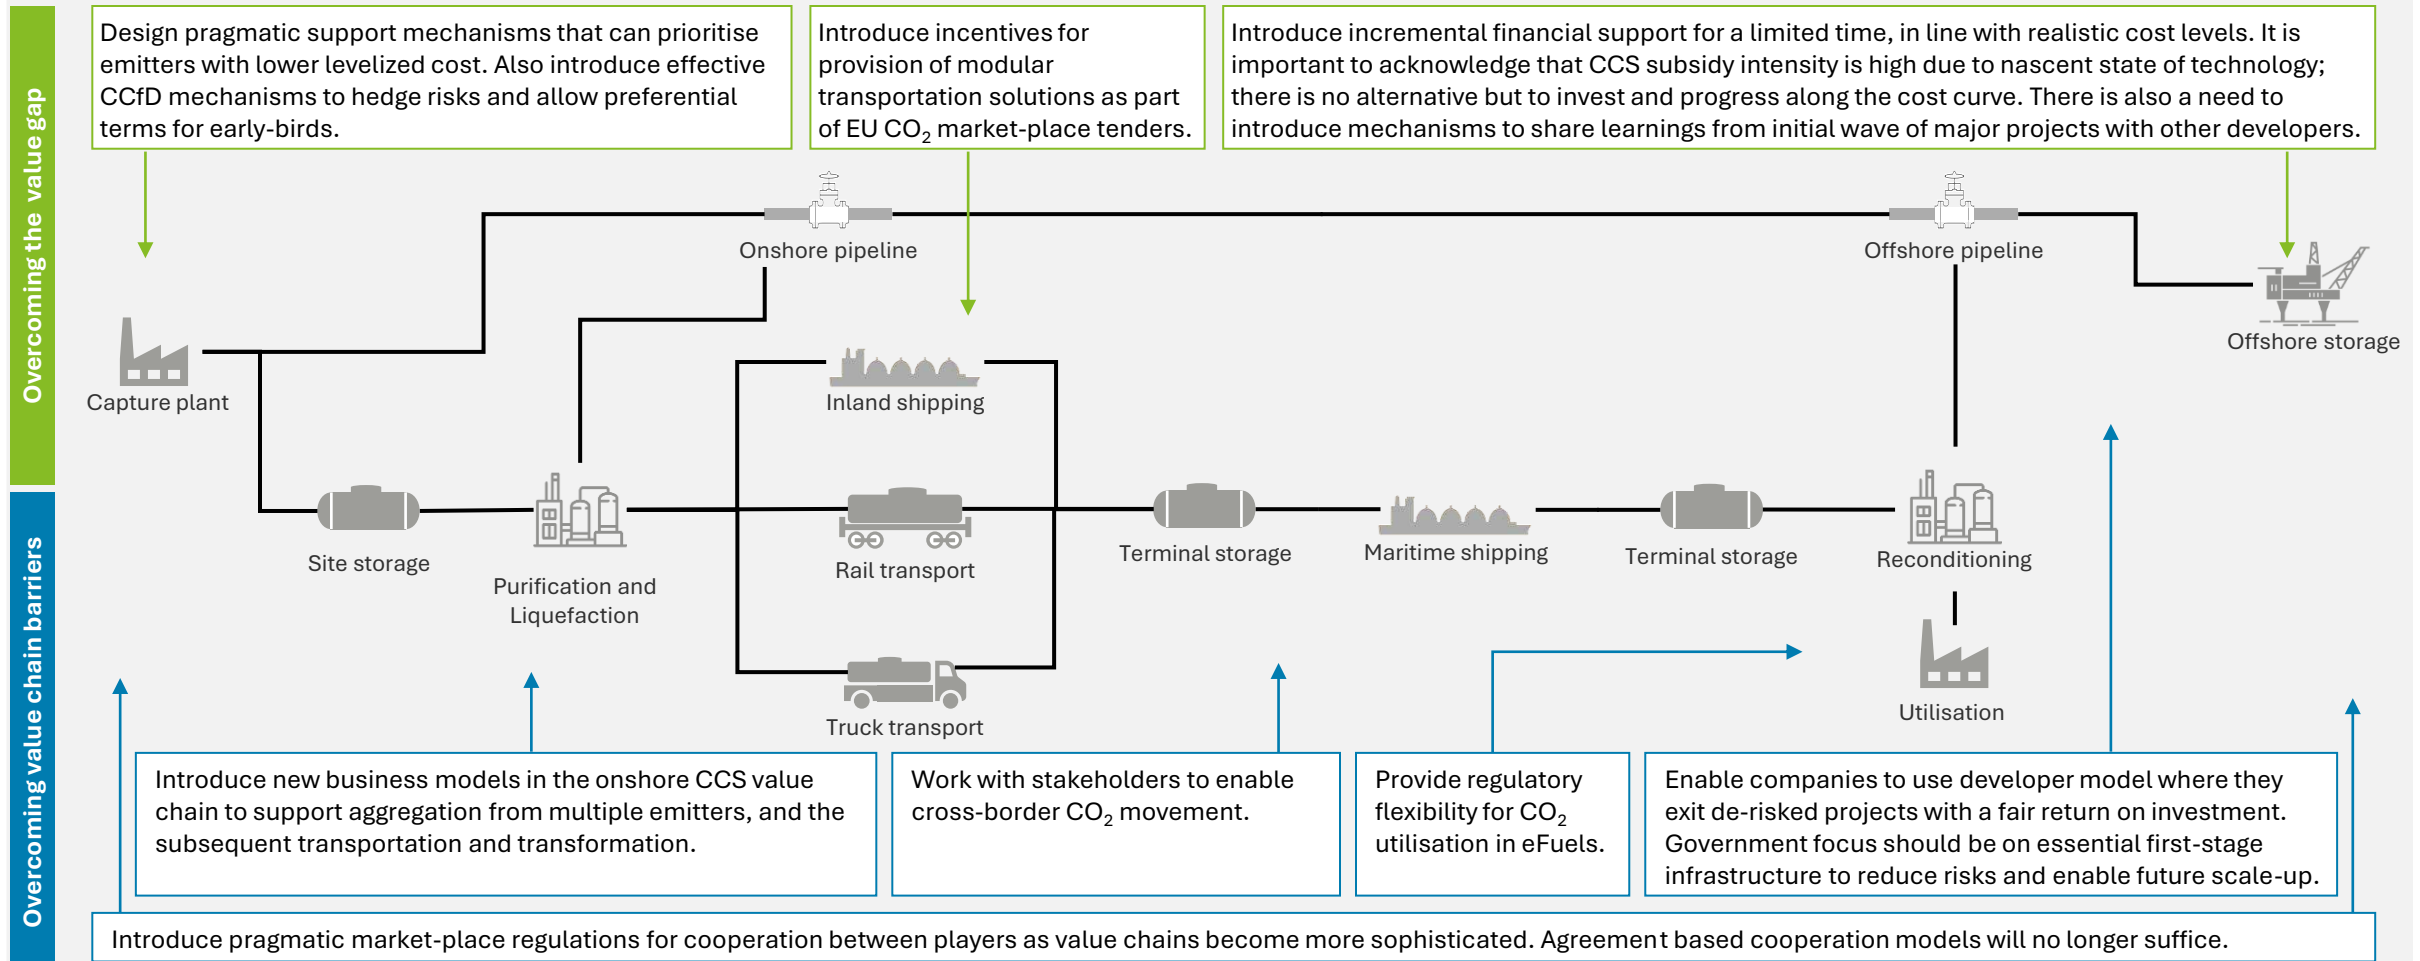 Overcoming the value gap
Design pragmatic support mechanisms that can prioritise
emitters with lower levelized cost. Also introduce effective
CCfD mechanisms to hedge risks and allow preferential
terms for early-birds.
Introduce incentives for
provision of modular
transportation solutions as part
of EU CO₂ market-place tenders.
Introduce incremental financial support for a limited time, in line with realistic cost levels. It is
important to acknowledge that CCS subsidy intensity is high due to nascent state of technology;
there is no alternative but to invest and progress along the cost curve. There is also a need to
introduce mechanisms to share learnings from initial wave of major projects with other developers.
Onshore pipeline
Offshore pipeline
Offshore storage
Capture plant
Inland shipping
Site storage
Purification and
Liquefaction
Rail transport
Terminal storage
Maritime shipping
Terminal storage
Reconditioning
Truck transport
Utilisation
Overcoming value chain barriers
Introduce new business models in the onshore CCS value
chain to support aggregation from multiple emitters, and the
subsequent transportation and transformation.
Work with stakeholders to enable
cross-border CO₂ movement.
Provide regulatory
flexibility for CO₂
utilisation in eFuels.
Enable companies to use developer model where they
exit de-risked projects with a fair return on investment.
Government focus should be on essential first-stage
infrastructure to reduce risks and enable future scale-up.
Introduce pragmatic market-place regulations for cooperation between players as value chains become more sophisticated. Agreement based cooperation models will no longer suffice.